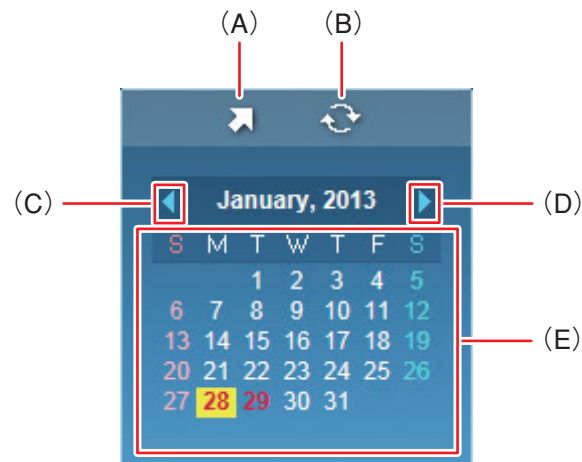 (A) (B)
(C) January, 2013 (D)
S M T W T F S
1 2 3 4 5
6 7 8 9 10 11 12
13 14 15 16 17 18 19 (E)
20 21 22 23 24 25 26
27 28 29 30 31